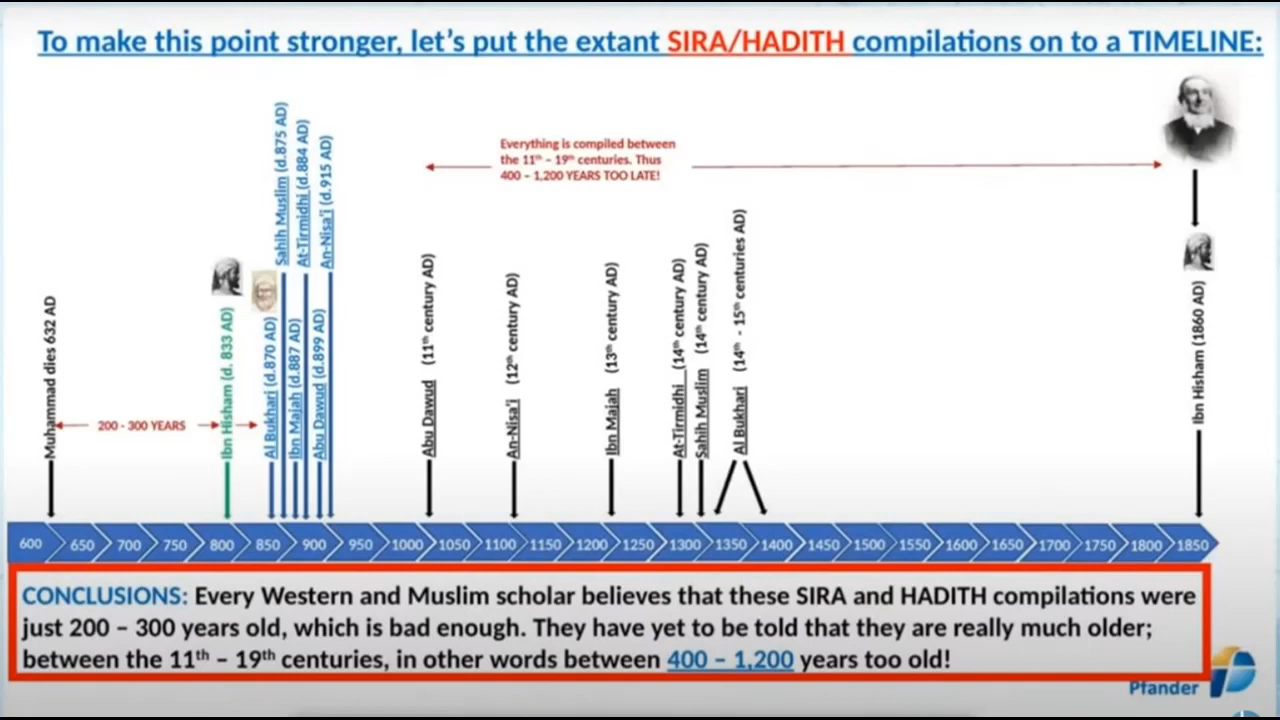 To make this point stronger, let's put the extant SIRA/HADITH compilations on to a TIMELINE:
Everything is compiled between
the 11th – 19th centuries. Thus
400 – 1,200 YEARS TOO LATE!
Muhammad dies 632 AD
200 - 300 YEARS
Ibn Hisham (d. 833 AD)
Al Bukhari (d.870 AD)
Sahih Muslim (d.875 AD)
Ibn Majah (d.887 AD)
At-Tirmidhi (d.884 AD)
Abu Dawud (d.899 AD)
An-Nisa'i (d.915 AD)
Abu Dawud (11th century AD)
An-Nisa'i (12th century AD)
Ibn Majah (13th century AD)
At-Tirmidhi (14th century AD)
Sahih Muslim (14th century AD)
Al Bukhari (14th - 15th centuries AD)
Ibn Hisham (1860 AD)
600 650 700 750 800 850 900 950 1000 1050 1100 1150 1200 1250 1300 1350 1400 1450 1500 1550 1600 1650 1700 1750 1800 1850
CONCLUSIONS: Every Western and Muslim scholar believes that these SIRA and HADITH compilations were
just 200 – 300 years old, which is bad enough. They have yet to be told that they are really much older;
between the 11th – 19th centuries, in other words between 400 – 1,200 years too old!
Pfander